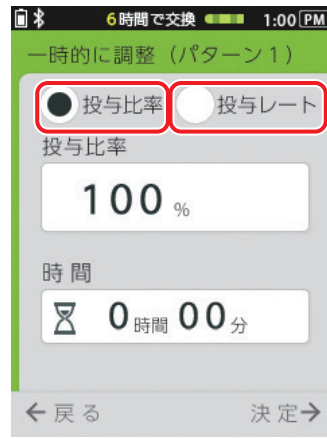 6時間で交換 1:00 PM
一時的に調整（パターン1）
投与比率 投与レート
投与比率
100 %
時間
0時間 00分
←戻る 決定→